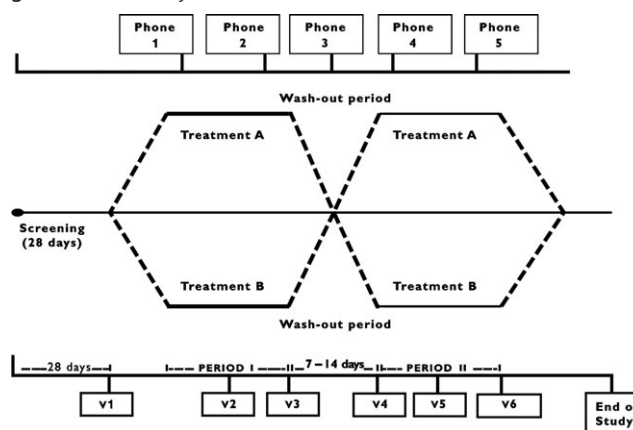 Phone 1
Phone 2
Phone 3
Phone 4
Phone 5
Wash-out period
Treatment A
Treatment A
Screening
(28 days)
Treatment B
Treatment B
Wash-out period
28 days
PERIOD I
7–14 days
PERIOD II
v1
v2
v3
v4
v5
v6
End o
Study